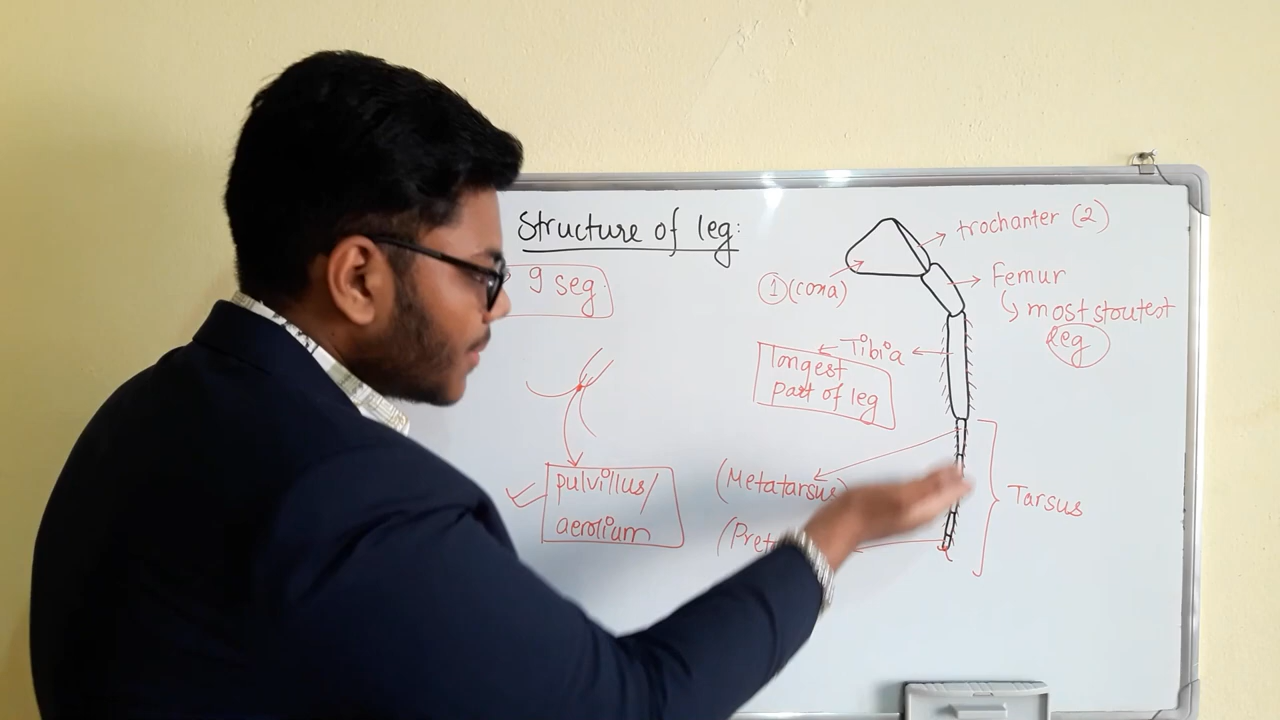 Structure of leg:
9 seg.
trochanter (2)
1 (coxa)
Femur
most stoutest
leg
Tibia
longest
part of leg
(Metatarsus)
Tarsus
pulvillus/
aerolium